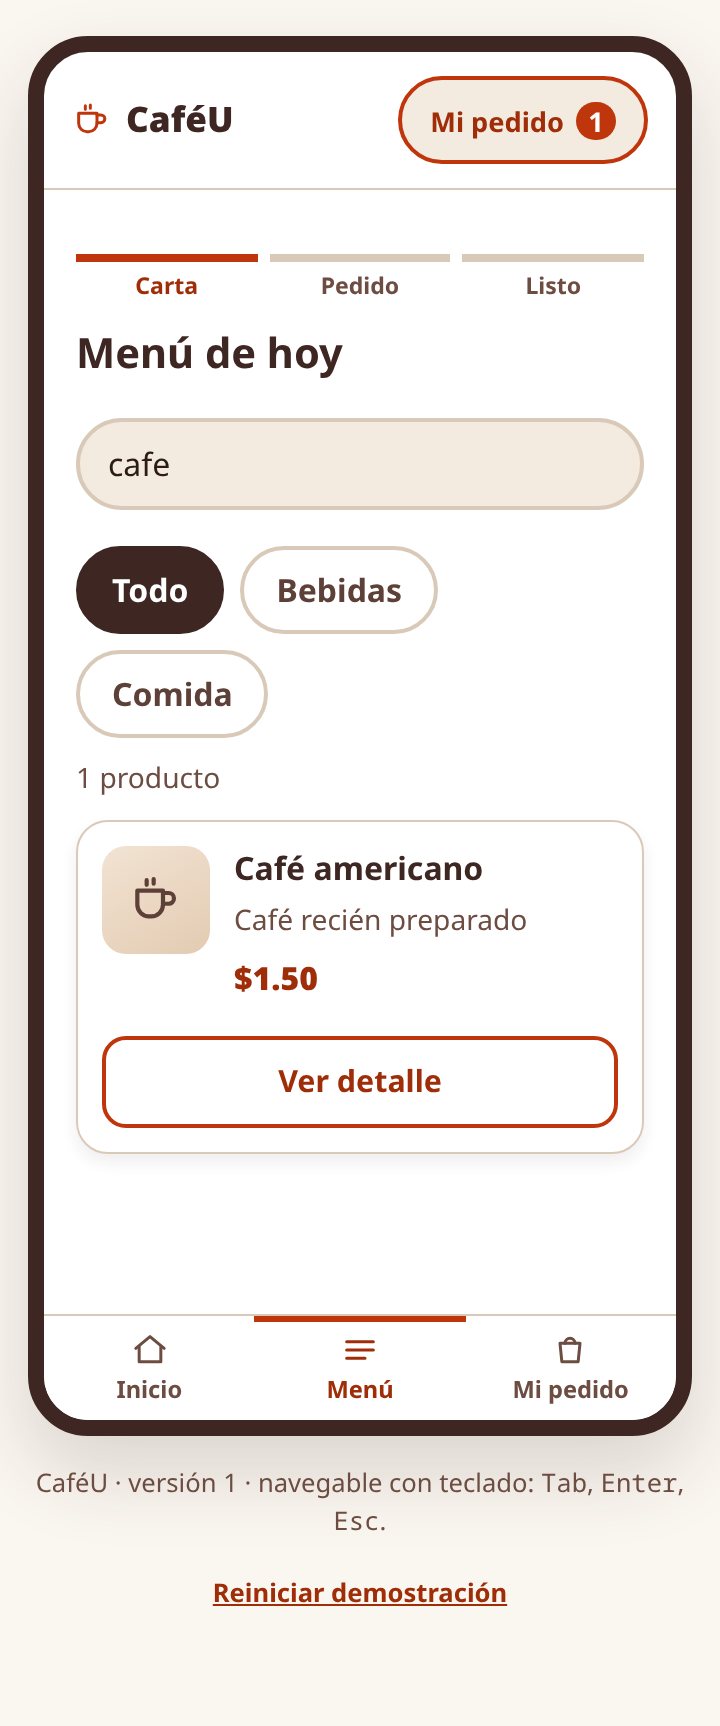 CaféU
Mi pedido 1
Carta
Pedido
Listo
Menú de hoy
cafe
Todo
Bebidas
Comida
1 producto
Café americano
Café recién preparado
$1.50
Ver detalle
Inicio
Menú
Mi pedido
CaféU · versión 1 · navegable con teclado: Tab, Enter,
Esc.
Reiniciar demostración